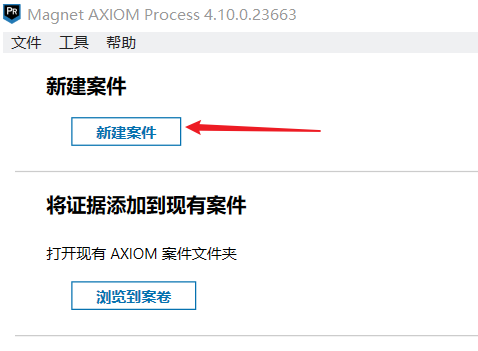 PR Magnet AXIOM Process 4.10.0.23663
文件 工具 帮助
新建案件
新建案件
将证据添加到现有案件
打开现有 AXIOM 案件文件夹
浏览到案卷